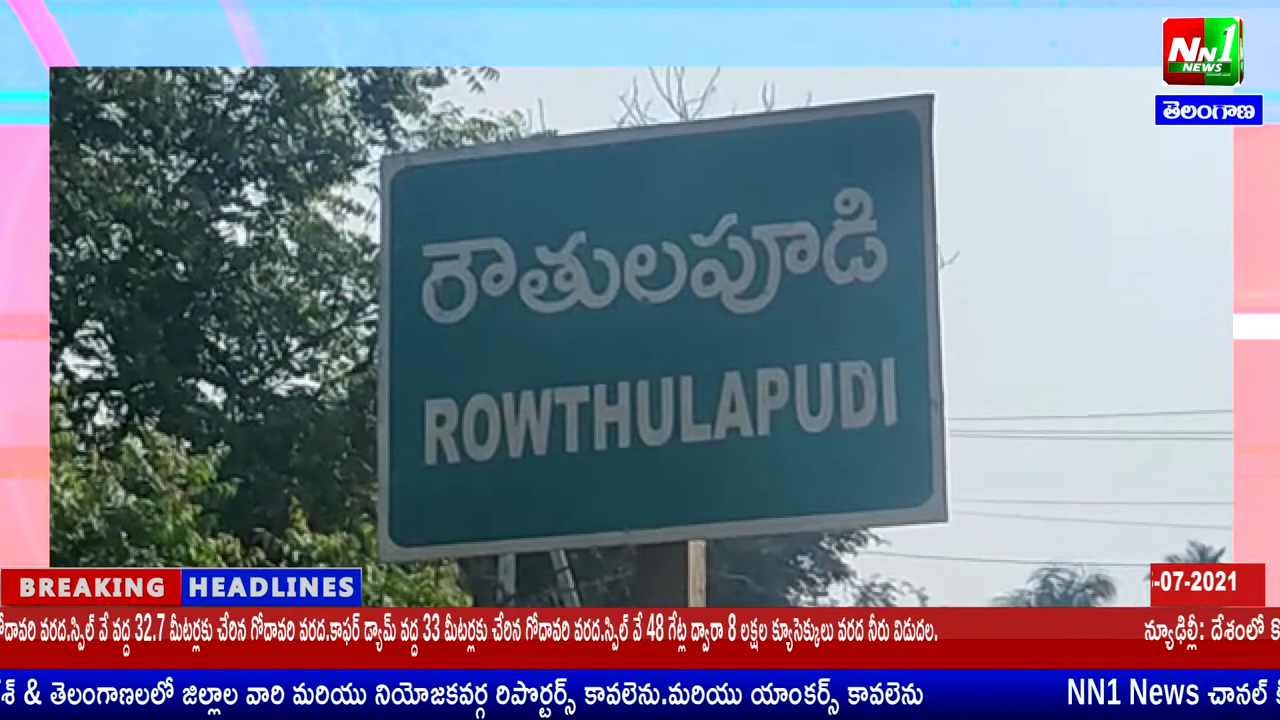 NN1
NEWS
తెలంగాణ
రౌతులపూడి
ROWTHULAPUDI
BREAKING HEADLINES
-07-2021
వరద.స్పిల్ వే వద్ద 32.7 మీటర్లకు చేరిన గోదావరి వరద.కాఫర్ డ్యామ్ వద్ద 33 మీటర్లకు చేరిన గోదావరి వరద.స్పిల్ వే 48 గేట్ల ద్వారా 8 లక్షల క్యూసెక్కులు వరద నీరు విడుదల. న్యూఢిల్లీ: దేశంలో
& తెలంగాణలలో జిల్లాల వారి మరియు నియోజకవర్గ రిపొర్టర్స్ కావలెను.మరియు యాంకర్స్ కావలెను NN1 News చానల్